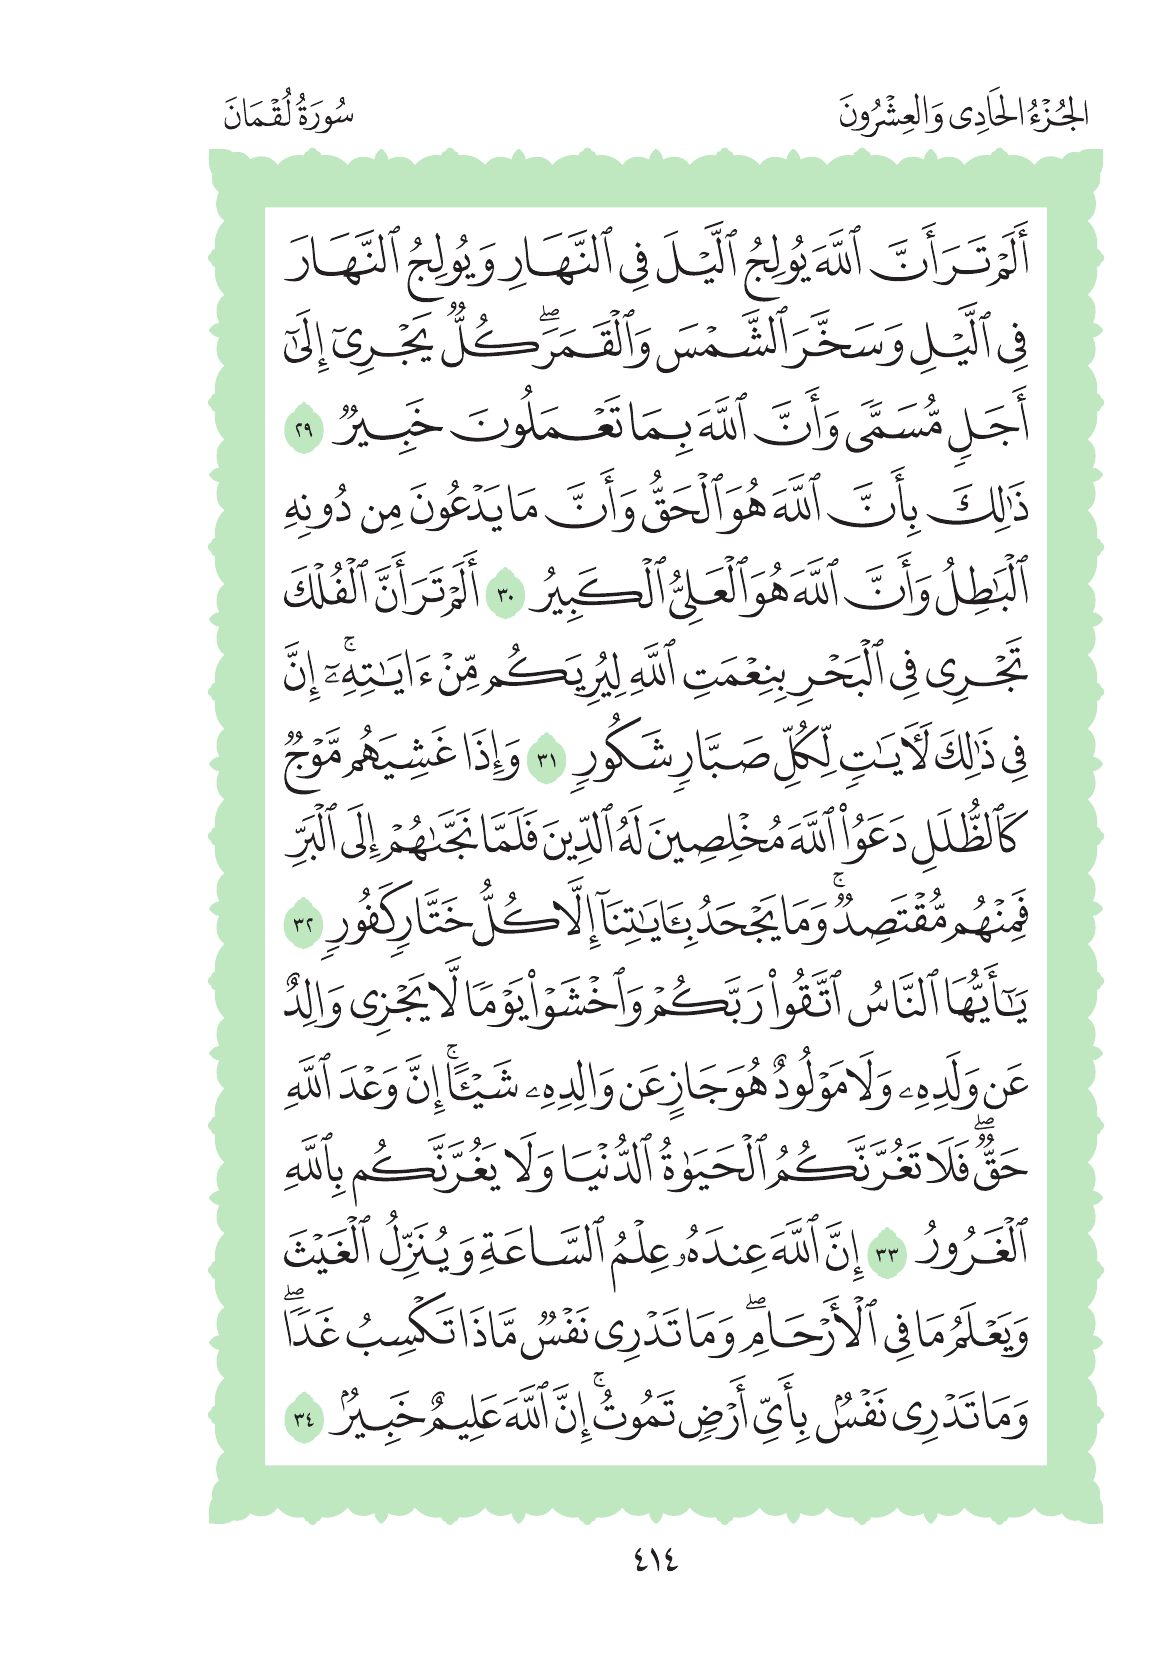 الجُزْءُ الحَادِى وَالعِشْرُونَ
سُورَةُ لُقْمَانَ
أَلَمْ تَرَ أَنَّ ٱللَّهَ يُولِجُ ٱلَّيْلَ فِى ٱلنَّهَارِ وَيُولِجُ ٱلنَّهَارَ
فِى ٱلَّيْلِ وَسَخَّرَ ٱلشَّمْسَ وَٱلْقَمَرَۖ كُلٌّ يَجْرِىٓ إِلَىٰٓ
أَجَلٍ مُّسَمًّى وَأَنَّ ٱللَّهَ بِمَا تَعْمَلُونَ خَبِيرٌ ٢٩
ذَٰلِكَ بِأَنَّ ٱللَّهَ هُوَ ٱلْحَقُّ وَأَنَّ مَا يَدْعُونَ مِن دُونِهِ
ٱلْبَٰطِلُ وَأَنَّ ٱللَّهَ هُوَ ٱلْعَلِىُّ ٱلْكَبِيرُ ٣٠ أَلَمْ تَرَ أَنَّ ٱلْفُلْكَ
تَجْرِى فِى ٱلْبَحْرِ بِنِعْمَتِ ٱللَّهِ لِيُرِيَكُم مِّنْ ءَايَٰتِهِۦٓۚ إِنَّ
فِى ذَٰلِكَ لَءَايَٰتٍ لِّكُلِّ صَبَّارٍ شَكُورٍ ٣١ وَإِذَا غَشِيَهُم مَّوْجٌ
كَٱلظُّلَلِ دَعَوُا۟ ٱللَّهَ مُخْلِصِينَ لَهُ ٱلدِّينَ فَلَمَّا نَجَّىٰهُمْ إِلَى ٱلْبَرِّ
فَمِنْهُم مُّقْتَصِدٌۚ وَمَا يَجْحَدُ بِـَٔايَٰتِنَآ إِلَّا كُلُّ خَتَّارٍ كَفُورٍ ٣٢
يَٰٓأَيُّهَا ٱلنَّاسُ ٱتَّقُوا۟ رَبَّكُمْ وَٱخْشَوْا۟ يَوْمًا لَّا يَجْزِى وَالِدٌ
عَن وَلَدِهِۦ وَلَا مَوْلُودٌ هُوَ جَازٍ عَن وَالِدِهِۦ شَيْـًٔاۚ إِنَّ وَعْدَ ٱللَّهِ
حَقٌّۖ فَلَا تَغُرَّنَّكُمُ ٱلْحَيَوٰةُ ٱلدُّنْيَا وَلَا يَغُرَّنَّكُم بِٱللَّهِ
ٱلْغَرُورُ ٣٣ إِنَّ ٱللَّهَ عِندَهُۥ عِلْمُ ٱلسَّاعَةِ وَيُنَزِّلُ ٱلْغَيْثَ
وَيَعْلَمُ مَا فِى ٱلْأَرْحَامِۖ وَمَا تَدْرِى نَفْسٌ مَّاذَا تَكْسِبُ غَدًاۖ
وَمَا تَدْرِى نَفْسٌۢ بِأَىِّ أَرْضٍ تَمُوتُۚ إِنَّ ٱللَّهَ عَلِيمٌ خَبِيرٌۢ ٣٤
٤١٤